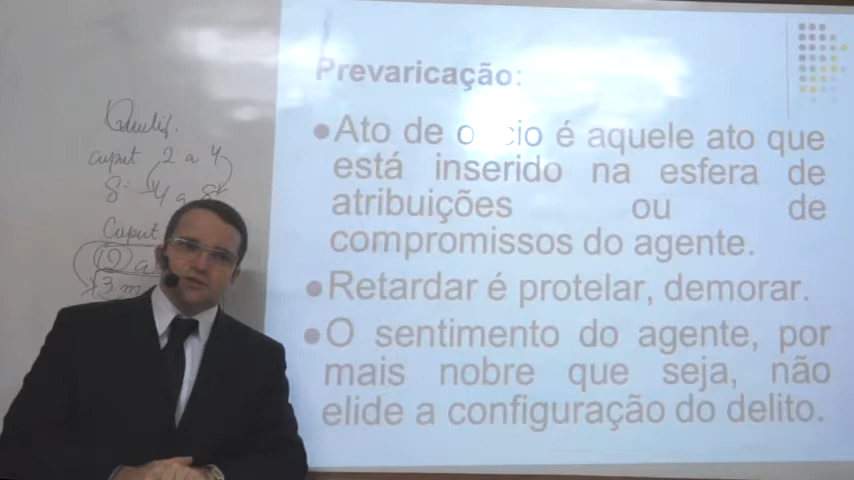 Prevaricação:
Ato de ofício é aquele ato que
está inserido na esfera de
atribuições ou de
compromissos do agente.
Retardar é protelar, demorar.
O sentimento do agente, por
mais nobre que seja, não
elide a configuração do delito.
caput 2 a 4
8º 4 a 8
Caput
(2) a
3 m